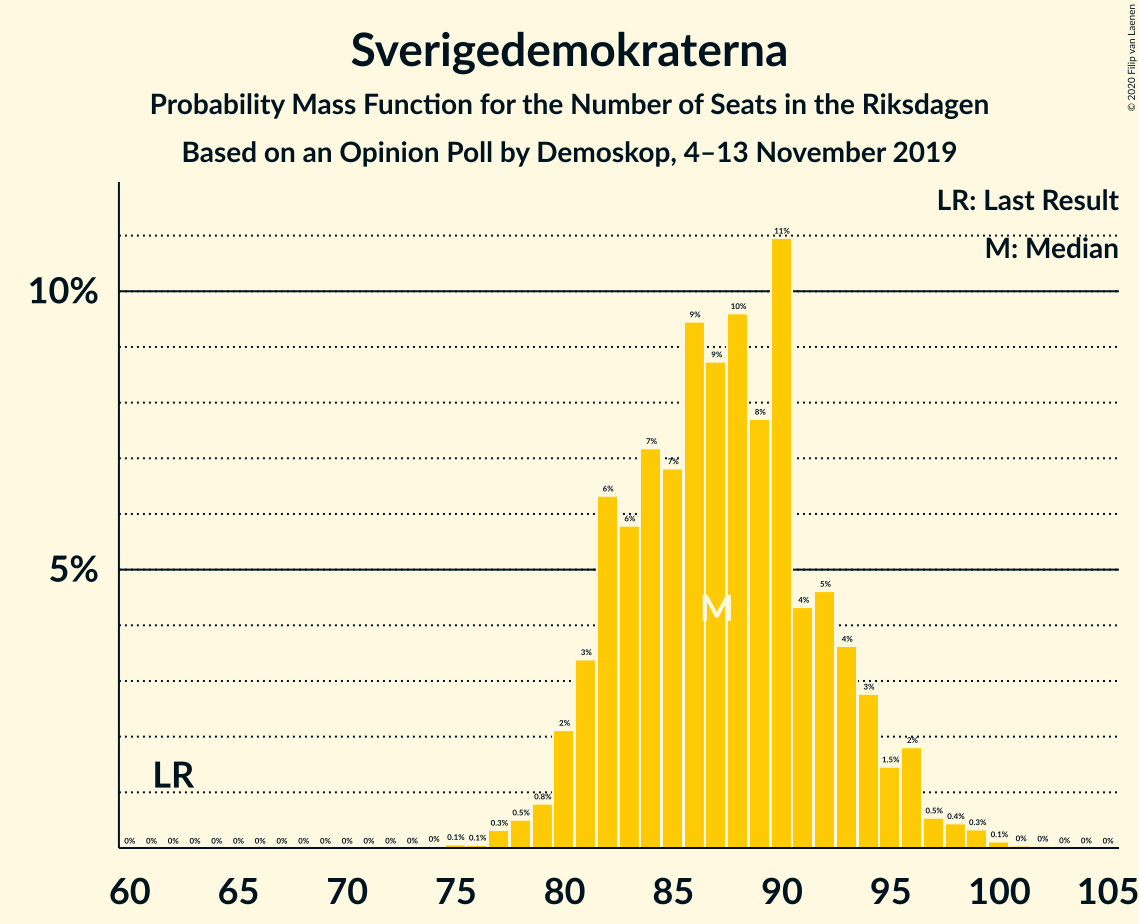 Sverigedemokraterna
Probability Mass Function for the Number of Seats in the Riksdagen
Based on an Opinion Poll by Demoskop, 4–13 November 2019
© 2020 Filip van Laenen
LR: Last Result
M: Median
10%
5%
LR
M
0% 0% 0% 0% 0% 0% 0% 0% 0% 0% 0% 0% 0% 0% 0% 0.1% 0.1% 0.3% 0.5% 0.8% 2% 3% 6% 6% 7% 7% 9% 9% 10% 8% 11% 4% 5% 4% 3% 1.5% 2% 0.5% 0.4% 0.3% 0.1% 0% 0% 0% 0% 0%
60 65 70 75 80 85 90 95 100 105